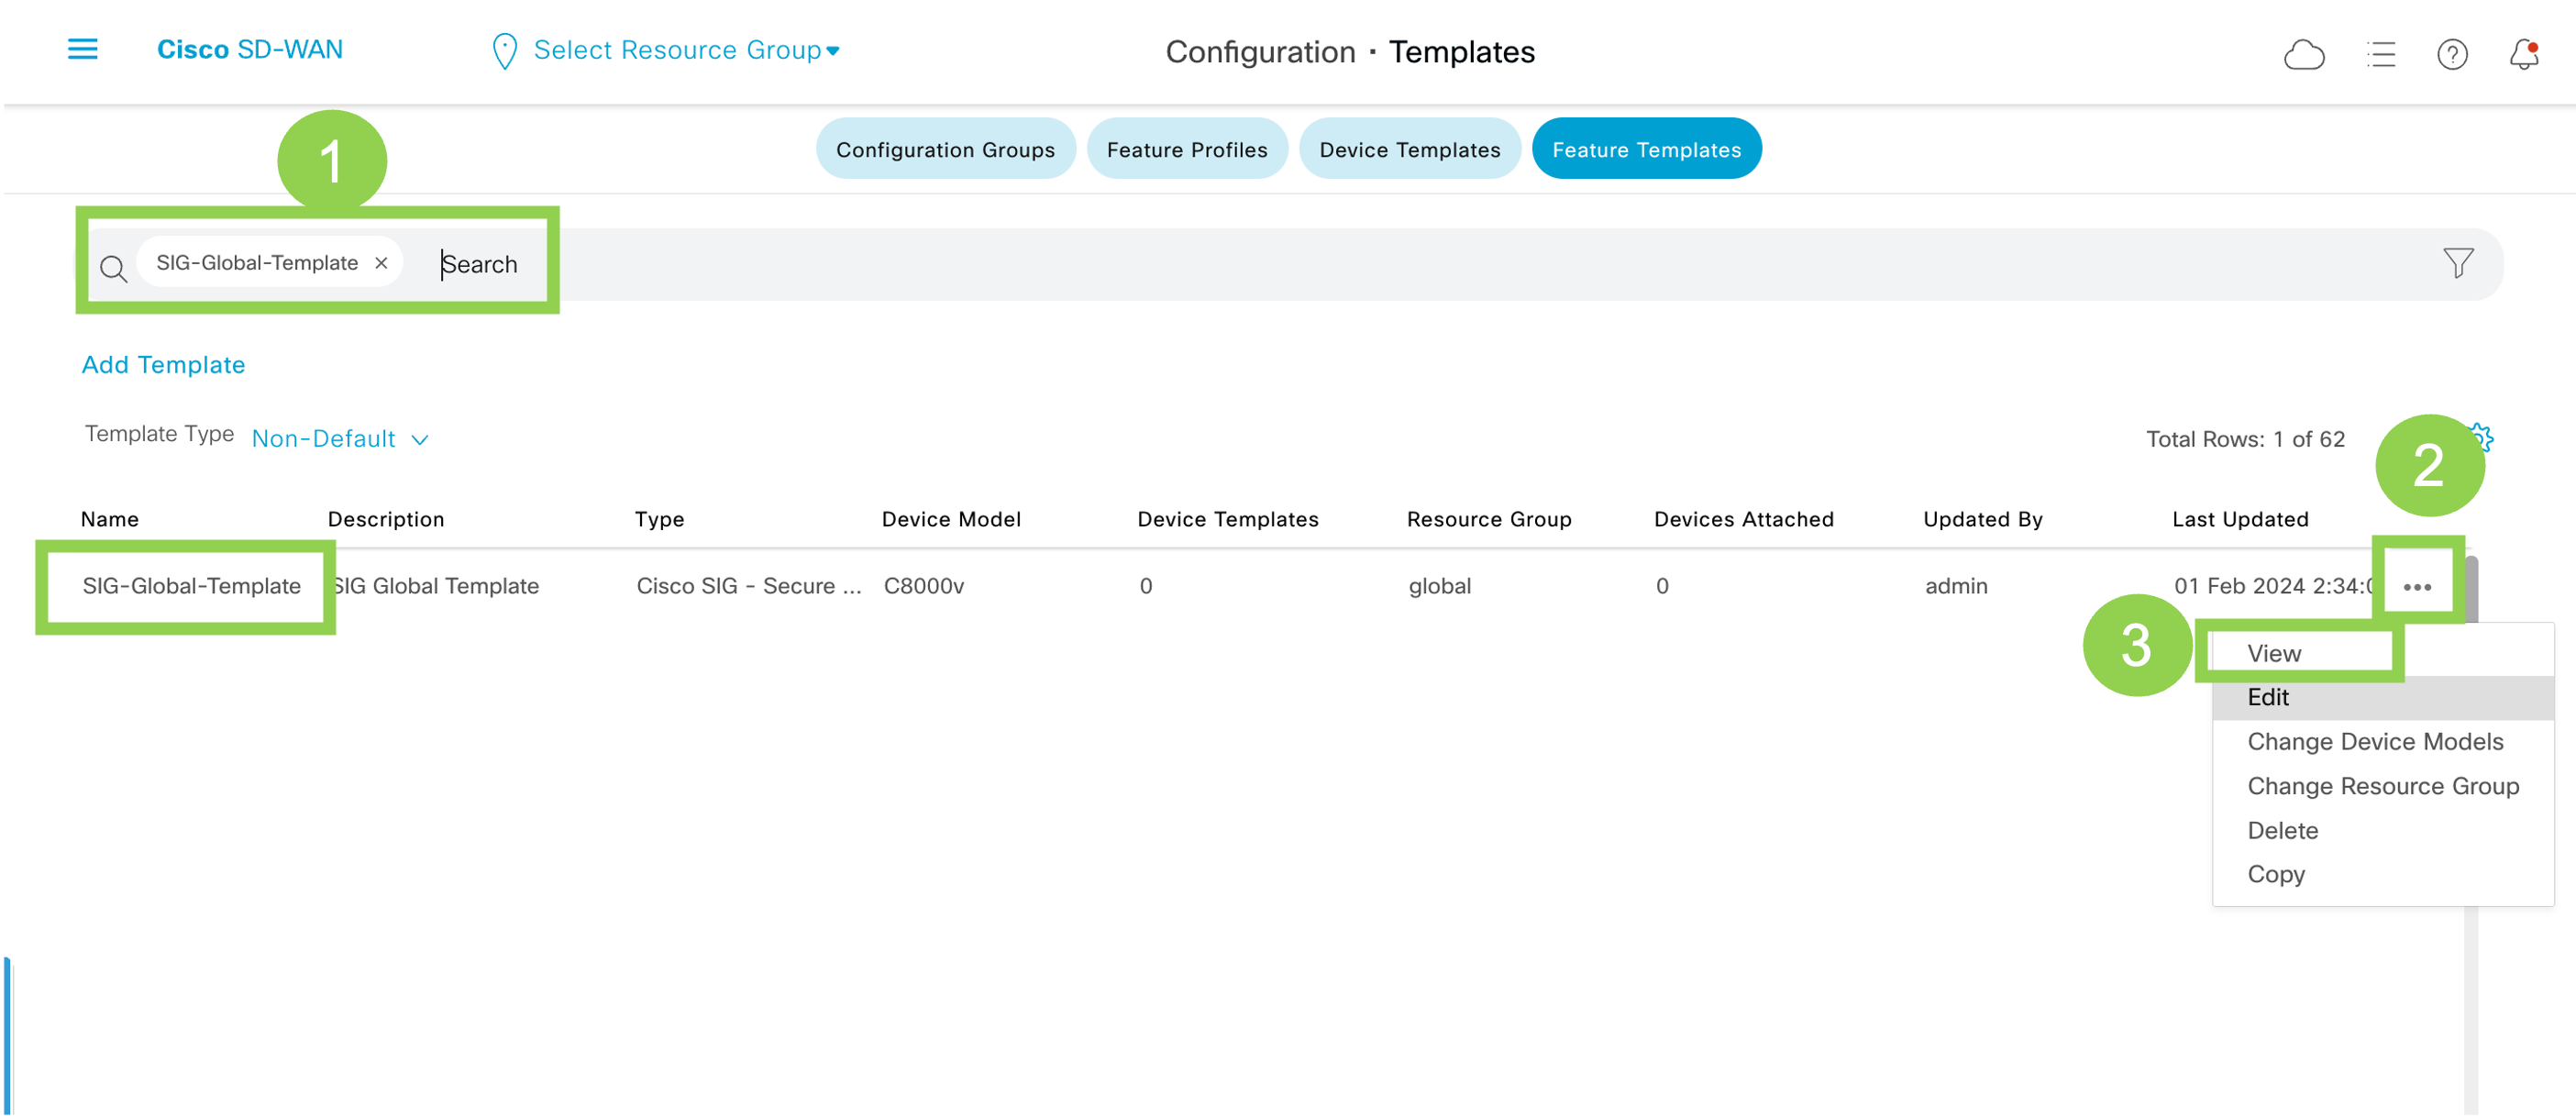 Cisco SD-WAN
Select Resource Group
Configuration · Templates
1
Configuration Groups
Feature Profiles
Device Templates
Feature Templates
SIG-Global-Template ×
Search
Add Template
Template Type Non-Default
Total Rows: 1 of 62
2
Name Description Type Device Model Device Templates Resource Group Devices Attached Updated By Last Updated
SIG-Global-Template SIG Global Template Cisco SIG - Secure ... C8000v 0 global 0 admin 01 Feb 2024 2:34:0 •••
3
View
Edit
Change Device Models
Change Resource Group
Delete
Copy